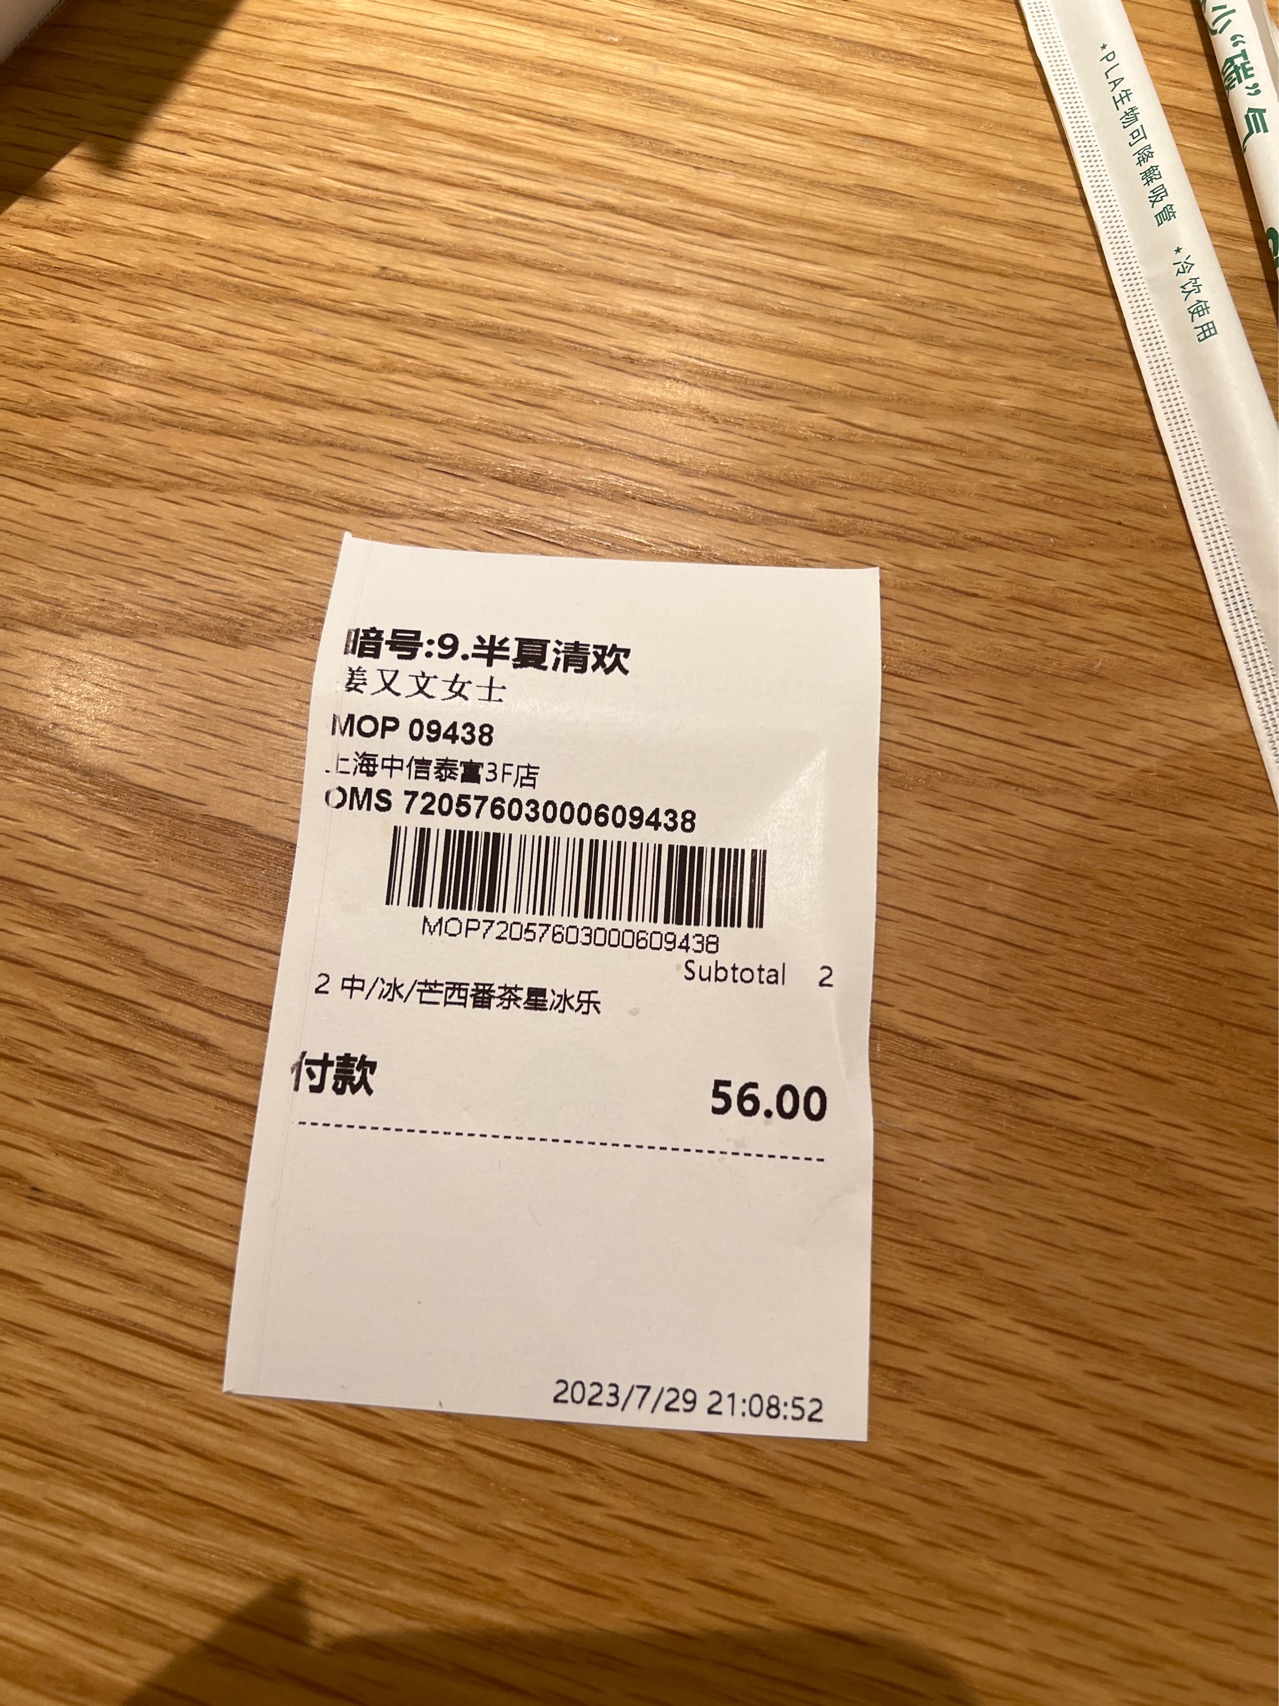 小“碳”气
*PLA生物可降解吸管 *冷饮使用
暗号:9.半夏清欢
姜又文女士
MOP 09438
上海中信泰富3F店
OMS 72057603000609438
MOP72057603000609438
Subtotal 2
2 中/冰/芒西番茶星冰乐
付款 56.00
2023/7/29 21:08:52